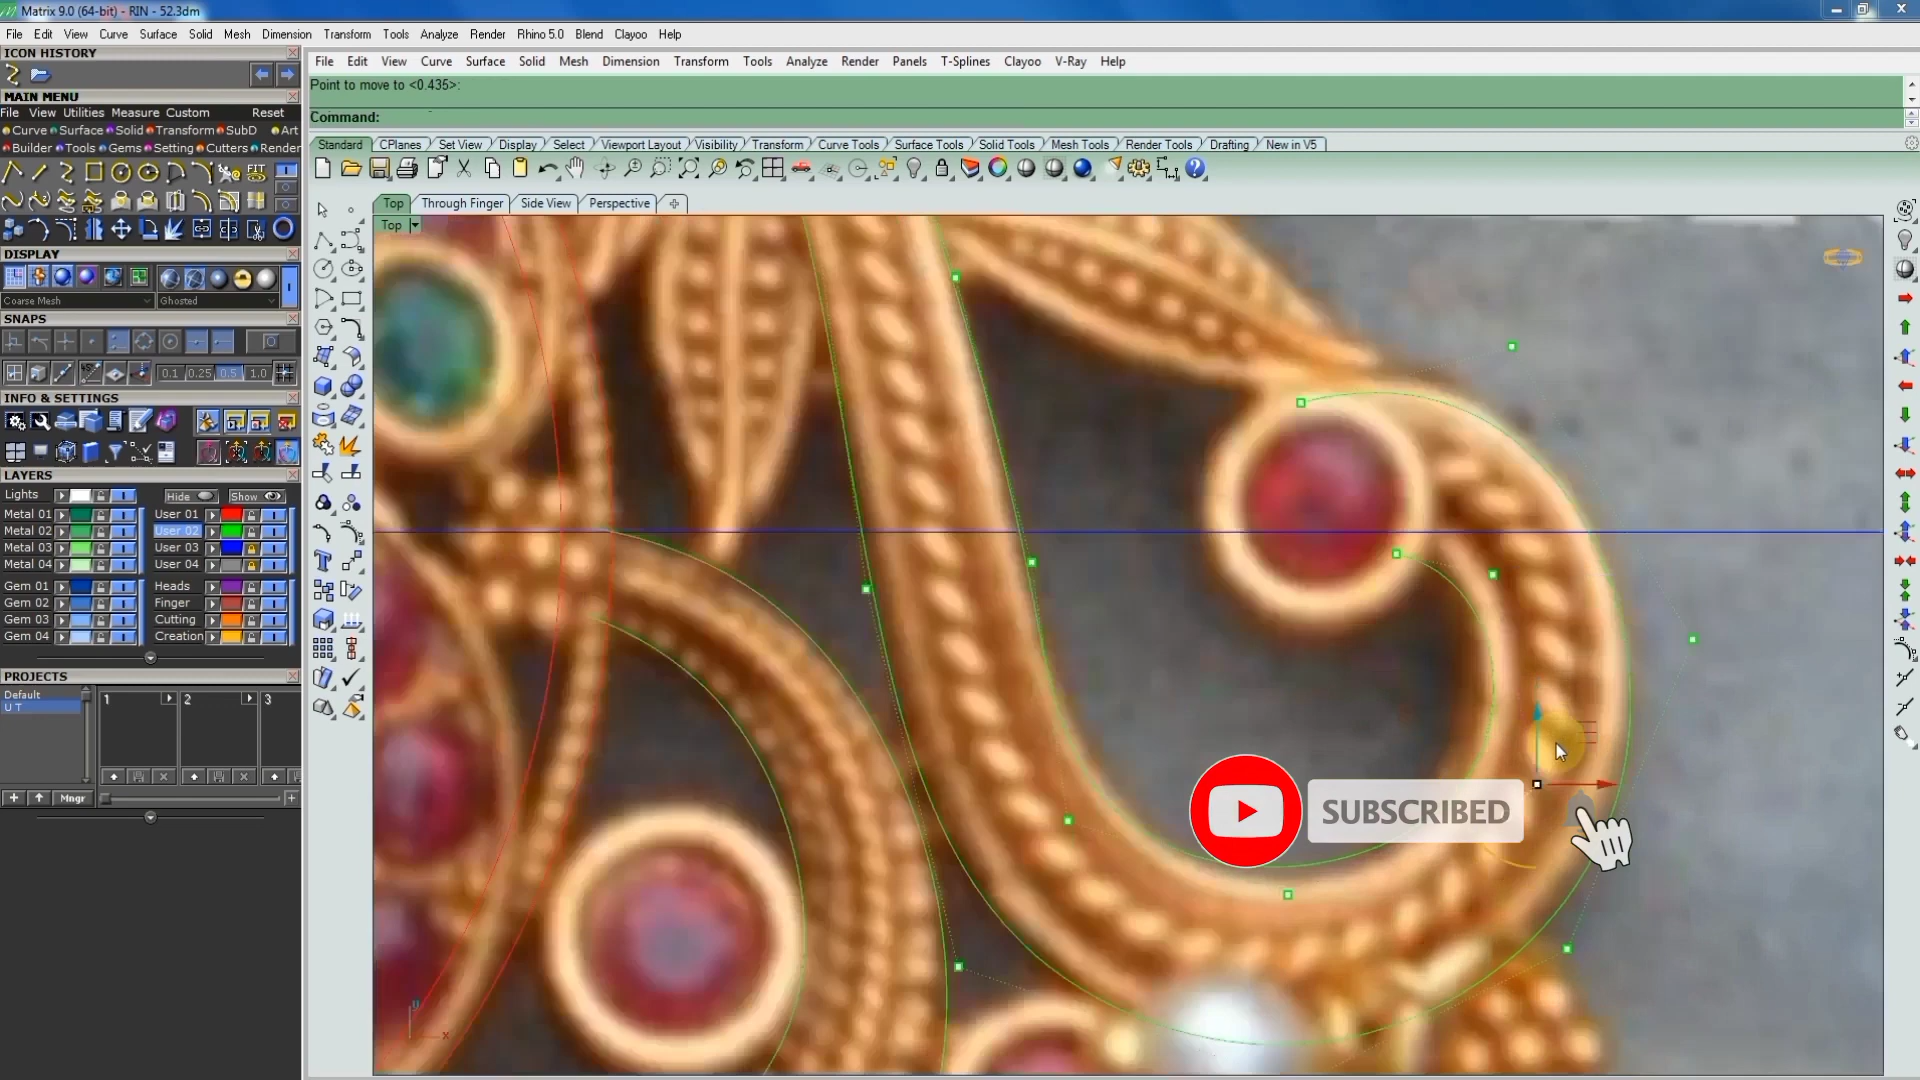 Matrix 9.0 (64-bit) - RIN - 52.3dm
File Edit View Curve Surface Solid Mesh Dimension Transform Tools Analyze Render Rhino 5.0 Blend Clayoo Help
ICON HISTORY
File Edit View Curve Surface Solid Mesh Dimension Transform Tools Analyze Render Panels T-Splines Clayoo V-Ray Help
Point to move to <0.435>:
MAIN MENU
File View Utilities Measure Custom Reset
Command:
Curve Surface Solid Transform SubD Art
Builder Tools Gems Setting Cutters Render
Standard CPlanes Set View Display Select Viewport Layout Visibility Transform Curve Tools Surface Tools Solid Tools Mesh Tools Render Tools Drafting New in V5
FIT
Top Through Finger Side View Perspective
Top
DISPLAY
Coarse Mesh Ghosted
SNAPS
0.1 0.25 0.5 1.0
INFO & SETTINGS
LAYERS
Lights Hide Show
Metal 01 User 01
Metal 02 User 02
Metal 03 User 03
Metal 04 User 04
Gem 01 Heads
Gem 02 Finger
Gem 03 Cutting
Gem 04 Creation
PROJECTS
Default
U T
1 2 3
Mngr
SUBSCRIBED
y
x